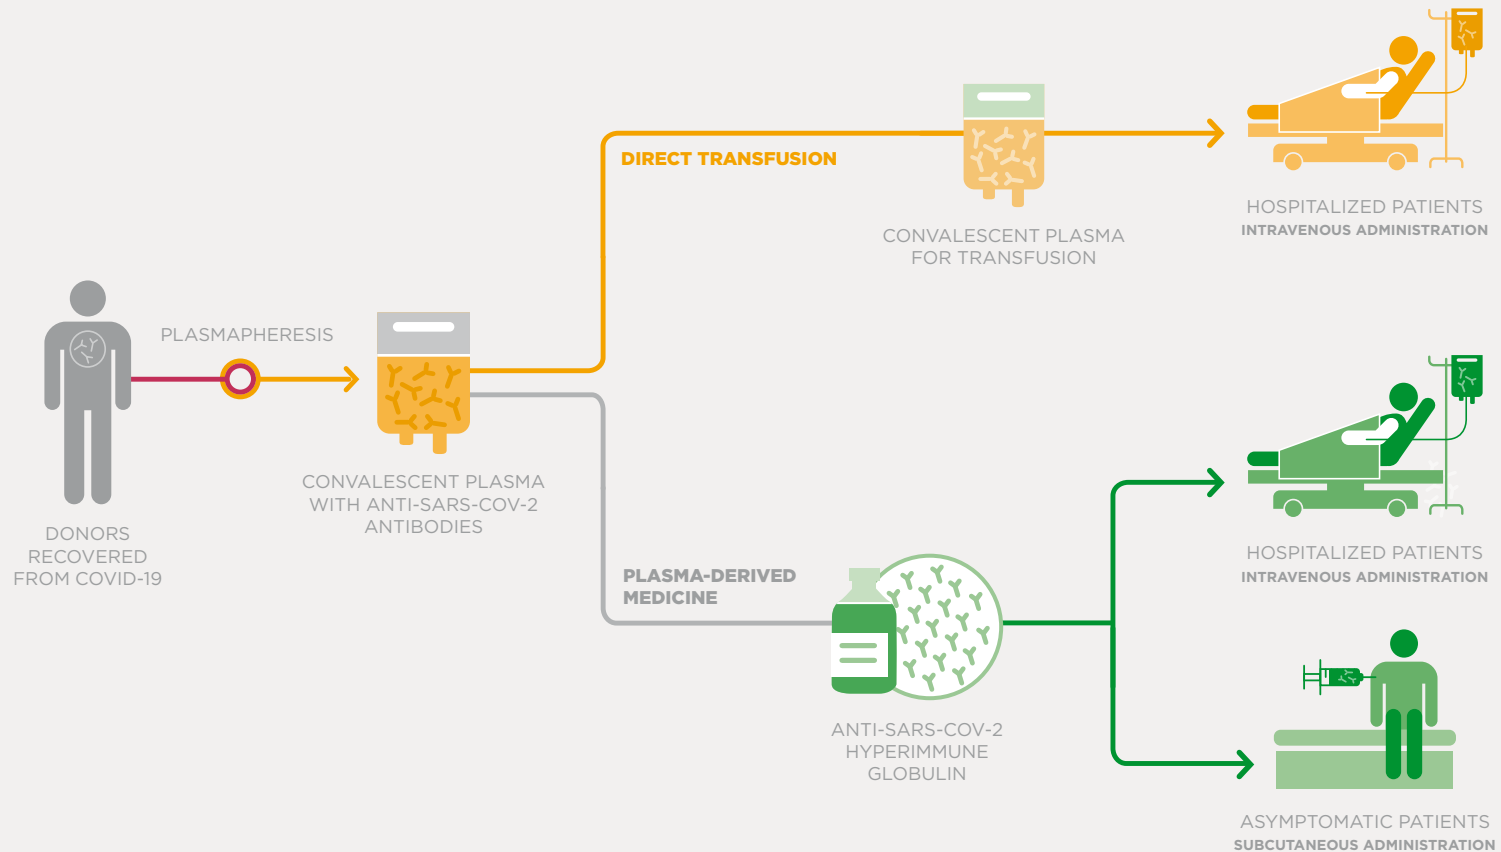 DIRECT TRANSFUSION
CONVALESCENT PLASMA
FOR TRANSFUSION
HOSPITALIZED PATIENTS
INTRAVENOUS ADMINISTRATION
PLASMAPHERESIS
DONORS
RECOVERED
FROM COVID-19
CONVALESCENT PLASMA
WITH ANTI-SARS-COV-2
ANTIBODIES
PLASMA-DERIVED
MEDICINE
ANTI-SARS-COV-2
HYPERIMMUNE
GLOBULIN
HOSPITALIZED PATIENTS
INTRAVENOUS ADMINISTRATION
ASYMPTOMATIC PATIENTS
SUBCUTANEOUS ADMINISTRATION